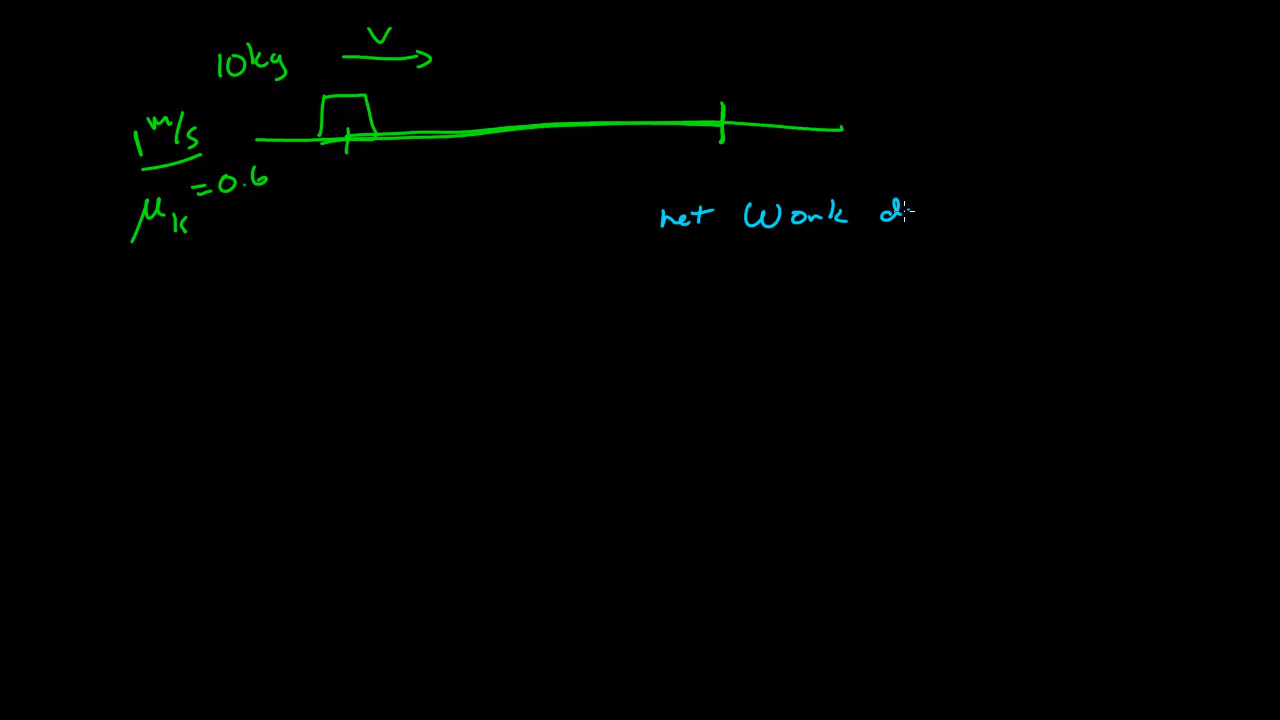 10kg
V
1 m/s
μk = 0.6
net Work d